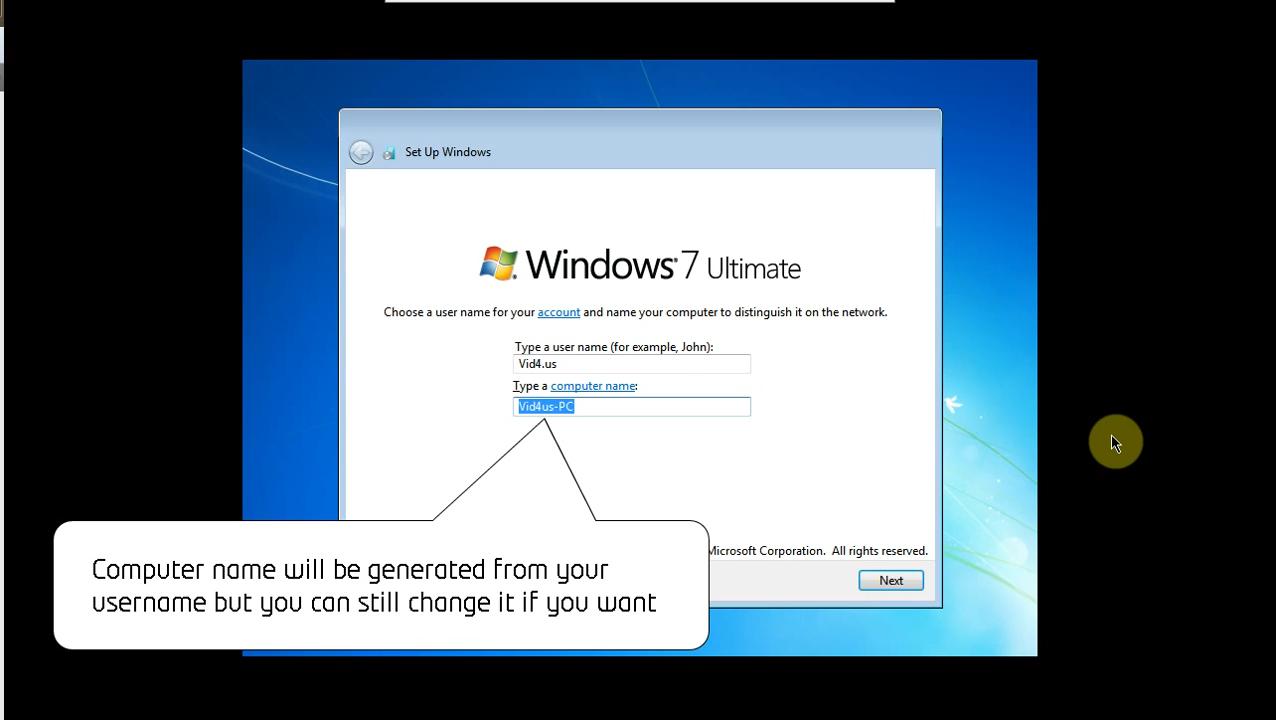 Set Up Windows
Windows 7 Ultimate
Choose a user name for your account and name your computer to distinguish it on the network.
Type a user name (for example, John):
Vid4.us
Type a computer name:
Vid4us-PC
Microsoft Corporation. All rights reserved.
Computer name will be generated from your
username but you can still change it if you want
Next